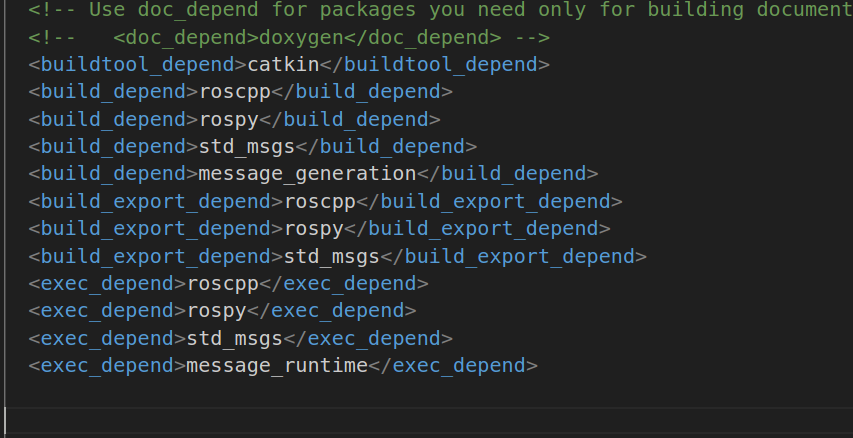 <!-- Use doc_depend for packages you need only for building document
<!--   <doc_depend>doxygen</doc_depend> -->
<buildtool_depend>catkin</buildtool_depend>
<build_depend>roscpp</build_depend>
<build_depend>rospy</build_depend>
<build_depend>std_msgs</build_depend>
<build_depend>message_generation</build_depend>
<build_export_depend>roscpp</build_export_depend>
<build_export_depend>rospy</build_export_depend>
<build_export_depend>std_msgs</build_export_depend>
<exec_depend>roscpp</exec_depend>
<exec_depend>rospy</exec_depend>
<exec_depend>std_msgs</exec_depend>
<exec_depend>message_runtime</exec_depend>